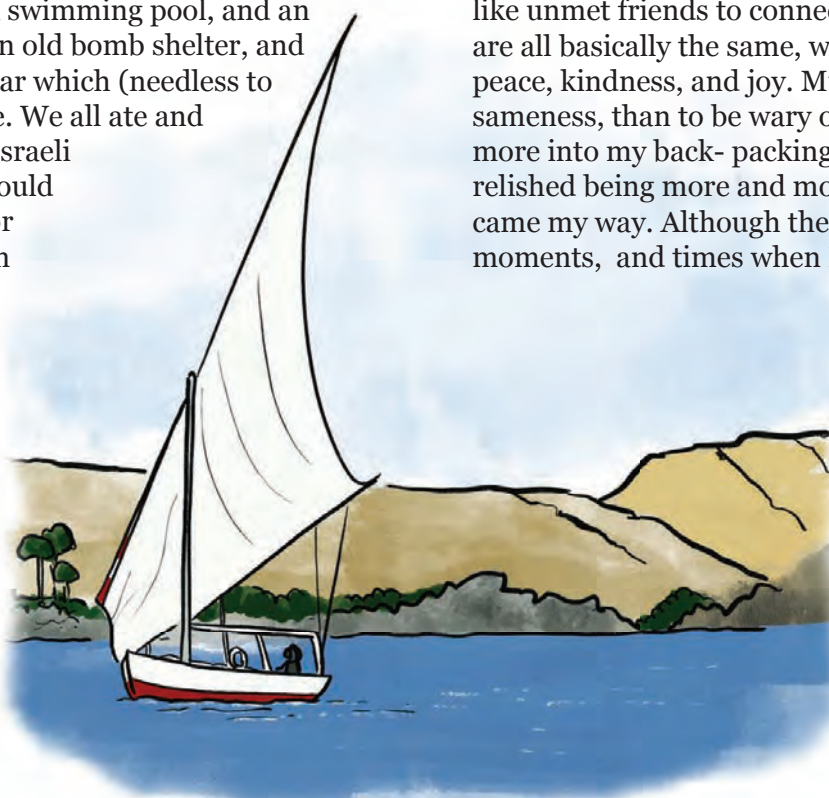 swimming pool, and an
n old bomb shelter, and
ar which (needless to
e. We all ate and
sraeli
ould
or
n
like unmet friends to connec
are all basically the same, w
peace, kindness, and joy. M
sameness, than to be wary o
more into my back- packing
relished being more and mo
came my way. Although the
moments, and times when